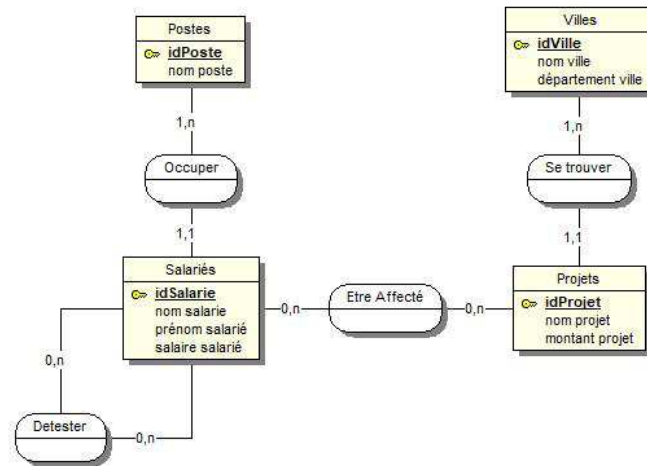 Postes
idPoste
nom poste
Villes
idVille
nom ville
département ville
1,n
1,n
Occuper
Se trouver
1,1
1,1
Salariés
idSalarie
nom salarie
prénom salarié
salaire salarié
0,n
Etre Affecté
0,n
Projets
idProjet
nom projet
montant projet
0,n
Detester
0,n